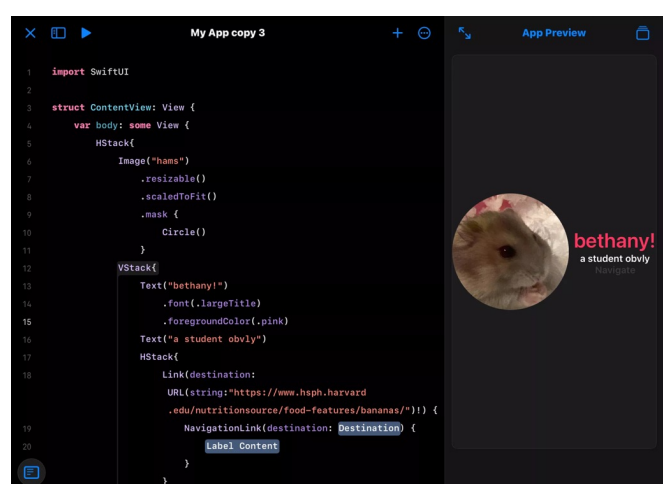 My App copy 3
App Preview
1 import SwiftUI
2
3 struct ContentView: View {
4 var body: some View {
5 HStack{
6 Image("hams")
7 .resizable()
8 .scaledToFit()
9 .mask {
10 Circle()
11 }
12 VStack{
13 Text("bethany!")
14 .font(.largeTitle)
15 .foregroundColor(.pink)
16 Text("a student obvly")
17 HStack{
18 Link(destination:
URL(string:"https://www.hsph.harvard
.edu/nutritionsource/food-features/bananas/")!) {
19 NavigationLink(destination: Destination) {
20 Label Content
}
}
bethany!
a student obvly
Navigate